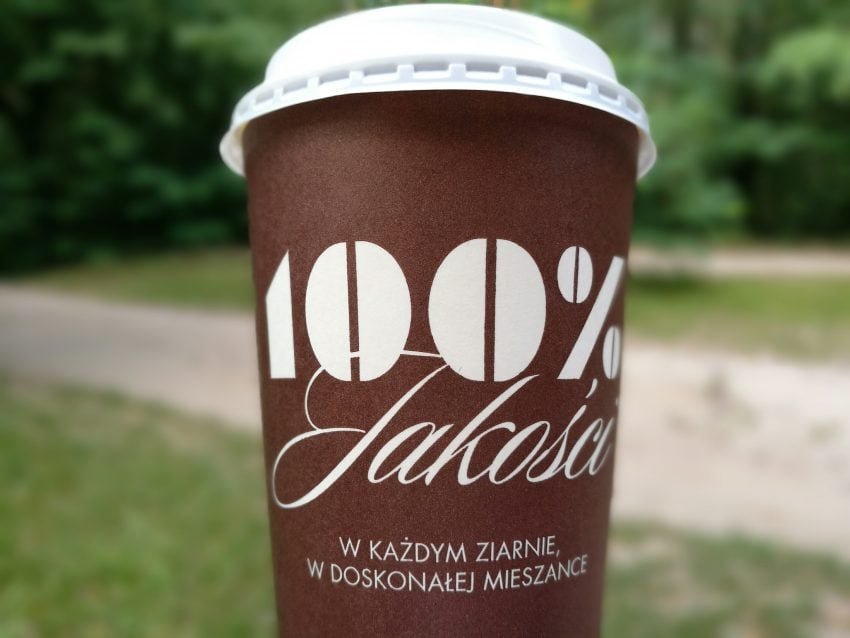 100%
Jakości
W KAŻDYM ZIARNIE,
W DOSKONAŁEJ MIESZANCE